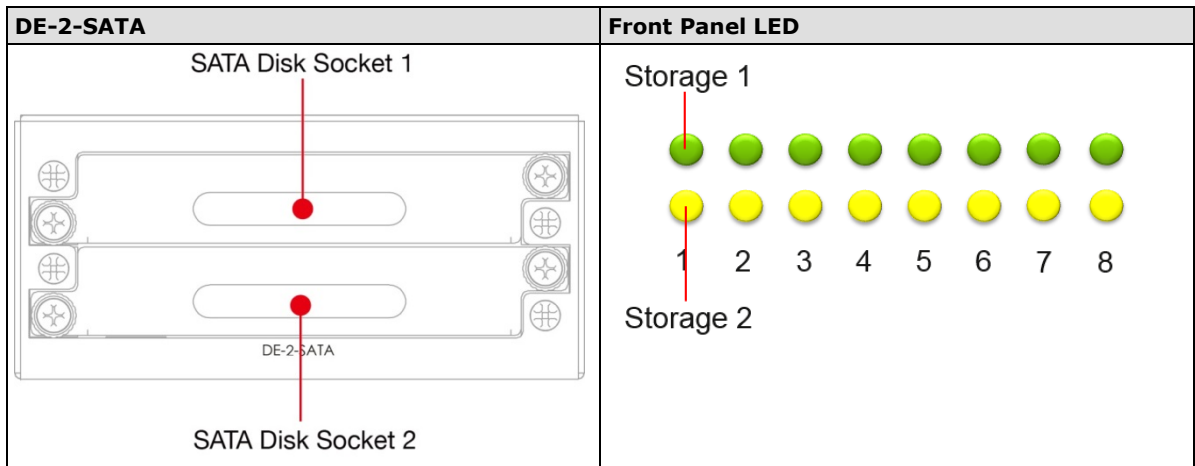 DE-2-SATA
Front Panel LED
SATA Disk Socket 1
DE-2-SATA
SATA Disk Socket 2
Storage 1
1 2 3 4 5 6 7 8
Storage 2